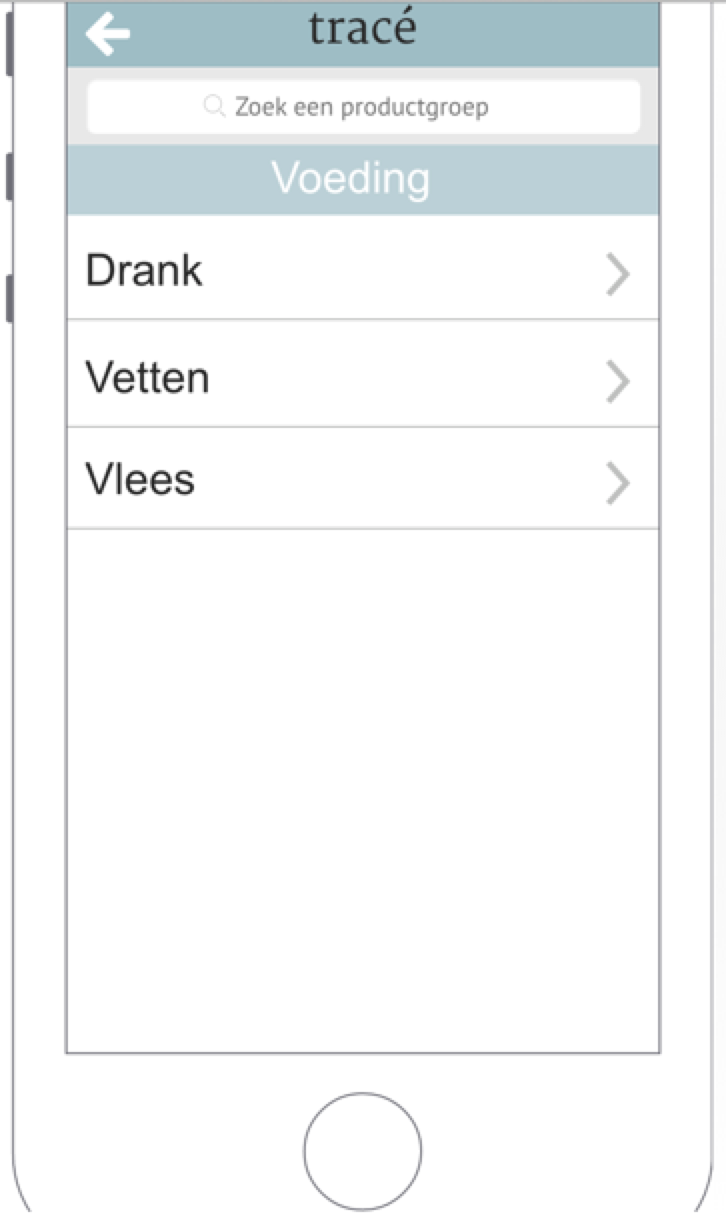 tracé
Zoek een productgroep
Voeding
Drank
Vetten
Vlees